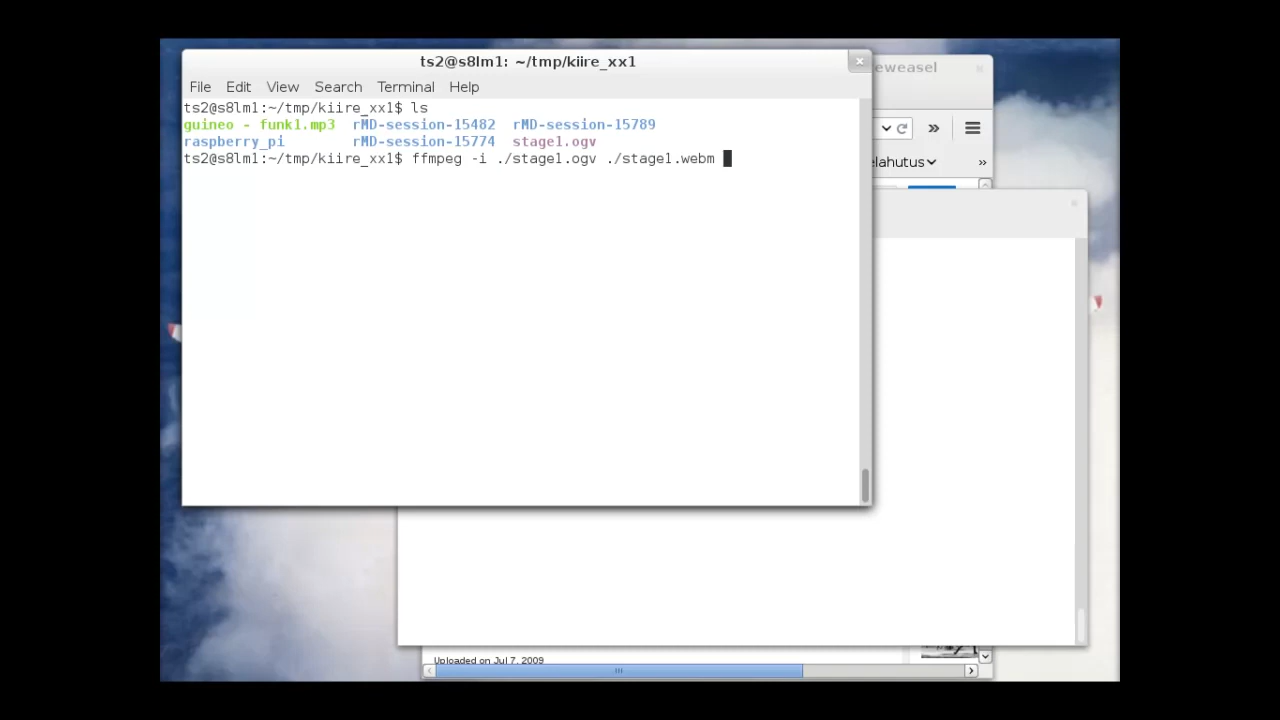 ts2@s8lm1: ~/tmp/kiire_xx1
eweasel
File Edit View Search Terminal Help
ts2@s8lm1:~/tmp/kiire_xx1$ ls
guineo - funk1.mp3 rMD-session-15482 rMD-session-15789
raspberry_pi rMD-session-15774 stage1.ogv
ts2@s8lm1:~/tmp/kiire_xx1$ ffmpeg -i ./stage1.ogv ./stage1.webm
elahutus
Uploaded on Jul 7, 2009